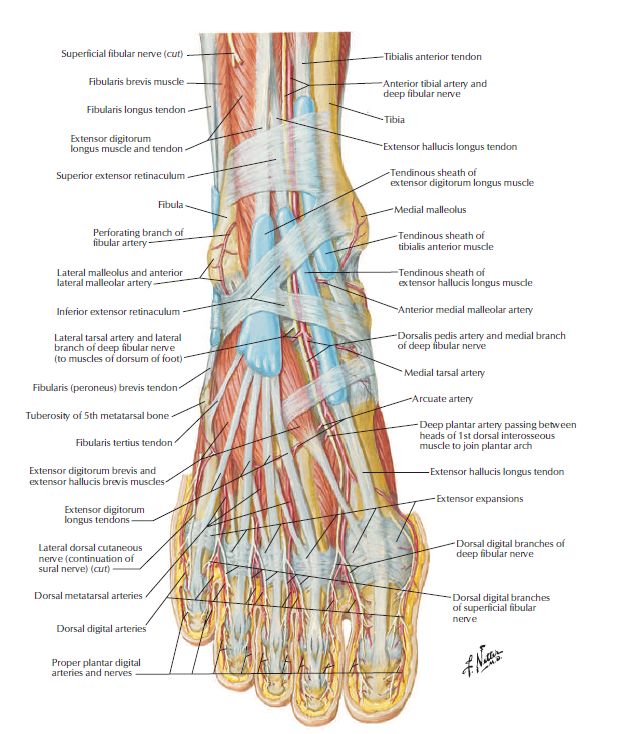 Superficial fibular nerve (cut)
Fibularis brevis muscle
Fibularis longus tendon
Extensor digitorum
longus muscle and tendon
Superior extensor retinaculum
Fibula
Perforating branch of
fibular artery
Lateral malleolus and anterior
lateral malleolar artery
Inferior extensor retinaculum
Lateral tarsal artery and lateral
branch of deep fibular nerve
(to muscles of dorsum of foot)
Fibularis (peroneus) brevis tendon
Tuberosity of 5th metatarsal bone
Fibularis tertius tendon
Extensor digitorum brevis and
extensor hallucis brevis muscles
Extensor digitorum
longus tendons
Lateral dorsal cutaneous
nerve (continuation of
sural nerve) (cut)
Dorsal metatarsal arteries
Dorsal digital arteries
Proper plantar digital
arteries and nerves
Tibialis anterior tendon
Anterior tibial artery and
deep fibular nerve
Tibia
Extensor hallucis longus tendon
Tendinous sheath of
extensor digitorum longus muscle
Medial malleolus
Tendinous sheath of
tibialis anterior muscle
Tendinous sheath of
extensor hallucis longus muscle
Anterior medial malleolar artery
Dorsalis pedis artery and medial branch
of deep fibular nerve
Medial tarsal artery
Arcuate artery
Deep plantar artery passing between
heads of 1st dorsal interosseous
muscle to join plantar arch
Extensor hallucis longus tendon
Extensor expansions
Dorsal digital branches of
deep fibular nerve
Dorsal digital branches
of superficial fibular
nerve
F. Netter
M.D.